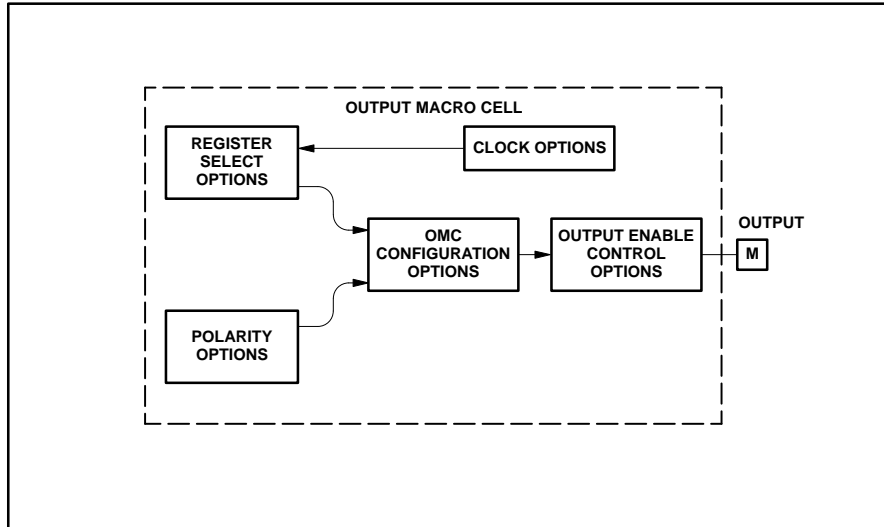 OUTPUT MACRO CELL
REGISTER
SELECT
OPTIONS
CLOCK OPTIONS
OMC
CONFIGURATION
OPTIONS
OUTPUT ENABLE
CONTROL
OPTIONS
OUTPUT
M
POLARITY
OPTIONS